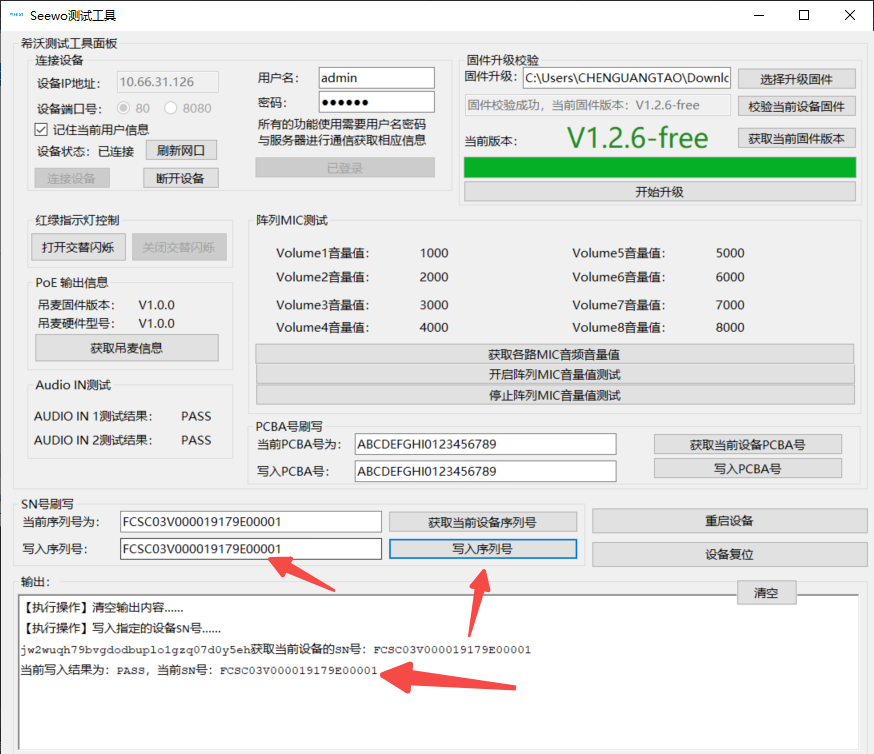 Seewo测试工具
希沃测试工具面板
连接设备
设备IP地址: 10.66.31.126
设备端口号: 80 8080
记住当前用户信息
设备状态: 已连接 刷新网口
连接设备 断开设备
用户名: admin
密码: ●●●●●●
所有的功能使用需要用户名密码
与服务器进行通信获取相应信息
已登录
固件升级校验
固件升级: C:\Users\CHENGUANGTAO\Downlc 选择升级固件
固件校验成功，当前固件版本：V1.2.6-free 校验当前设备固件
当前版本: V1.2.6-free 获取当前固件版本
开始升级
红绿指示灯控制
打开交替闪烁 关闭交替闪烁
PoE 输出信息
吊麦固件版本: V1.0.0
吊麦硬件型号: V1.0.0
获取吊麦信息
Audio IN测试
AUDIO IN 1测试结果: PASS
AUDIO IN 2测试结果: PASS
阵列MIC测试
Volume1音量值: 1000 Volume5音量值: 5000
Volume2音量值: 2000 Volume6音量值: 6000
Volume3音量值: 3000 Volume7音量值: 7000
Volume4音量值: 4000 Volume8音量值: 8000
获取各路MIC音频音量值
开启阵列MIC音量值测试
停止阵列MIC音量值测试
PCBA号刷写
当前PCBA号为: ABCDEFGHI0123456789 获取当前设备PCBA号
写入PCBA号: ABCDEFGHI0123456789 写入PCBA号
SN号刷写
当前序列号为: FCSC03V000019179E00001 获取当前设备序列号 重启设备
写入序列号: FCSC03V000019179E00001 写入序列号 设备复位
输出: 清空
【执行操作】清空输出内容......
【执行操作】写入指定的设备SN号......
jw2wuqh79bvgdodbuplo1gzq07d0y5eh获取当前设备的SN号：FCSC03V000019179E00001
当前写入结果为：PASS，当前SN号：FCSC03V000019179E00001